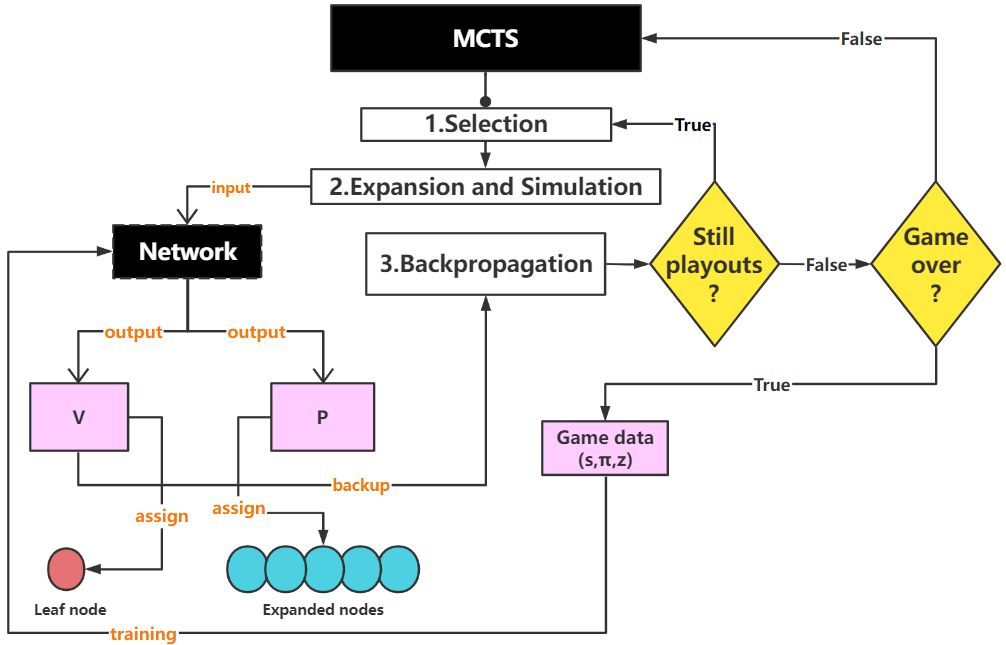 MCTS
False
1.Selection
True
2.Expansion and Simulation
input
Network
3.Backpropagation
Still
playouts
?
False
Game
over
?
output
output
True
V
P
Game data
(s,π,z)
backup
assign
assign
Leaf node
Expanded nodes
training